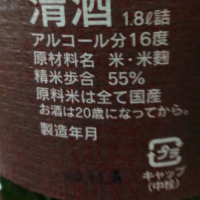 清酒 1.8ℓ詰
アルコール分16度
原材料名 米・米麹
精米歩合 55%
原料米は全て国産
お酒は20歳になってから。
製造年月
プラ
キャップ
(中栓)